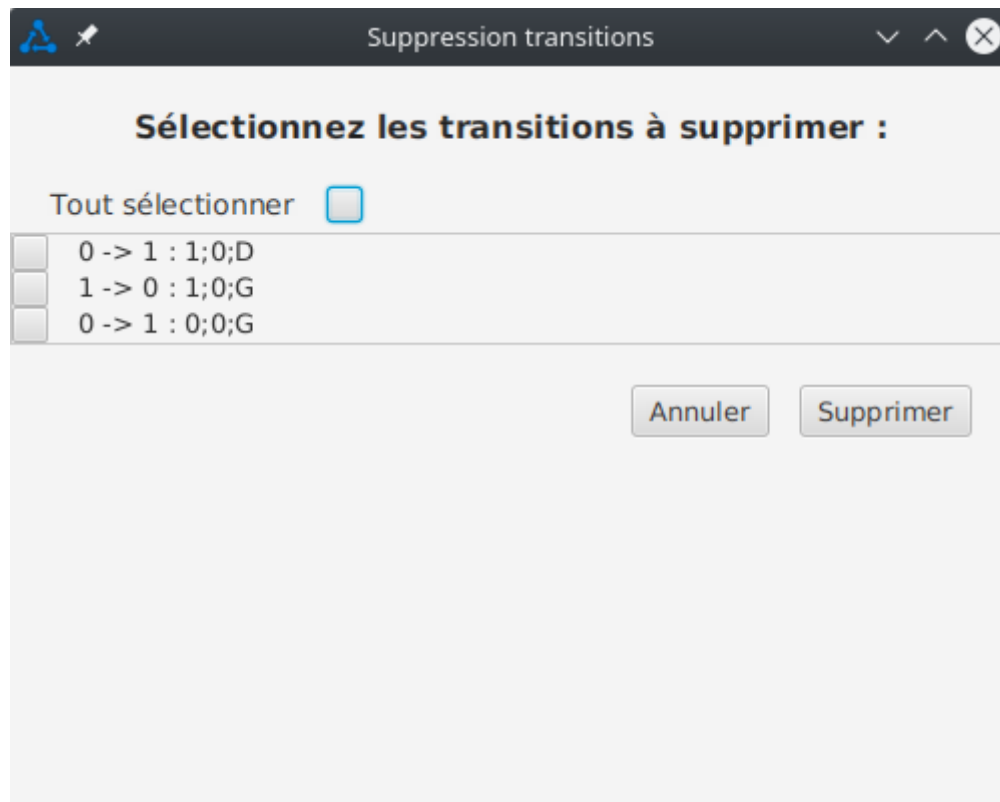 Suppression transitions
Sélectionnez les transitions à supprimer :
Tout sélectionner
0 -> 1 : 1;0;D
1 -> 0 : 1;0;G
0 -> 1 : 0;0;G
Annuler Supprimer